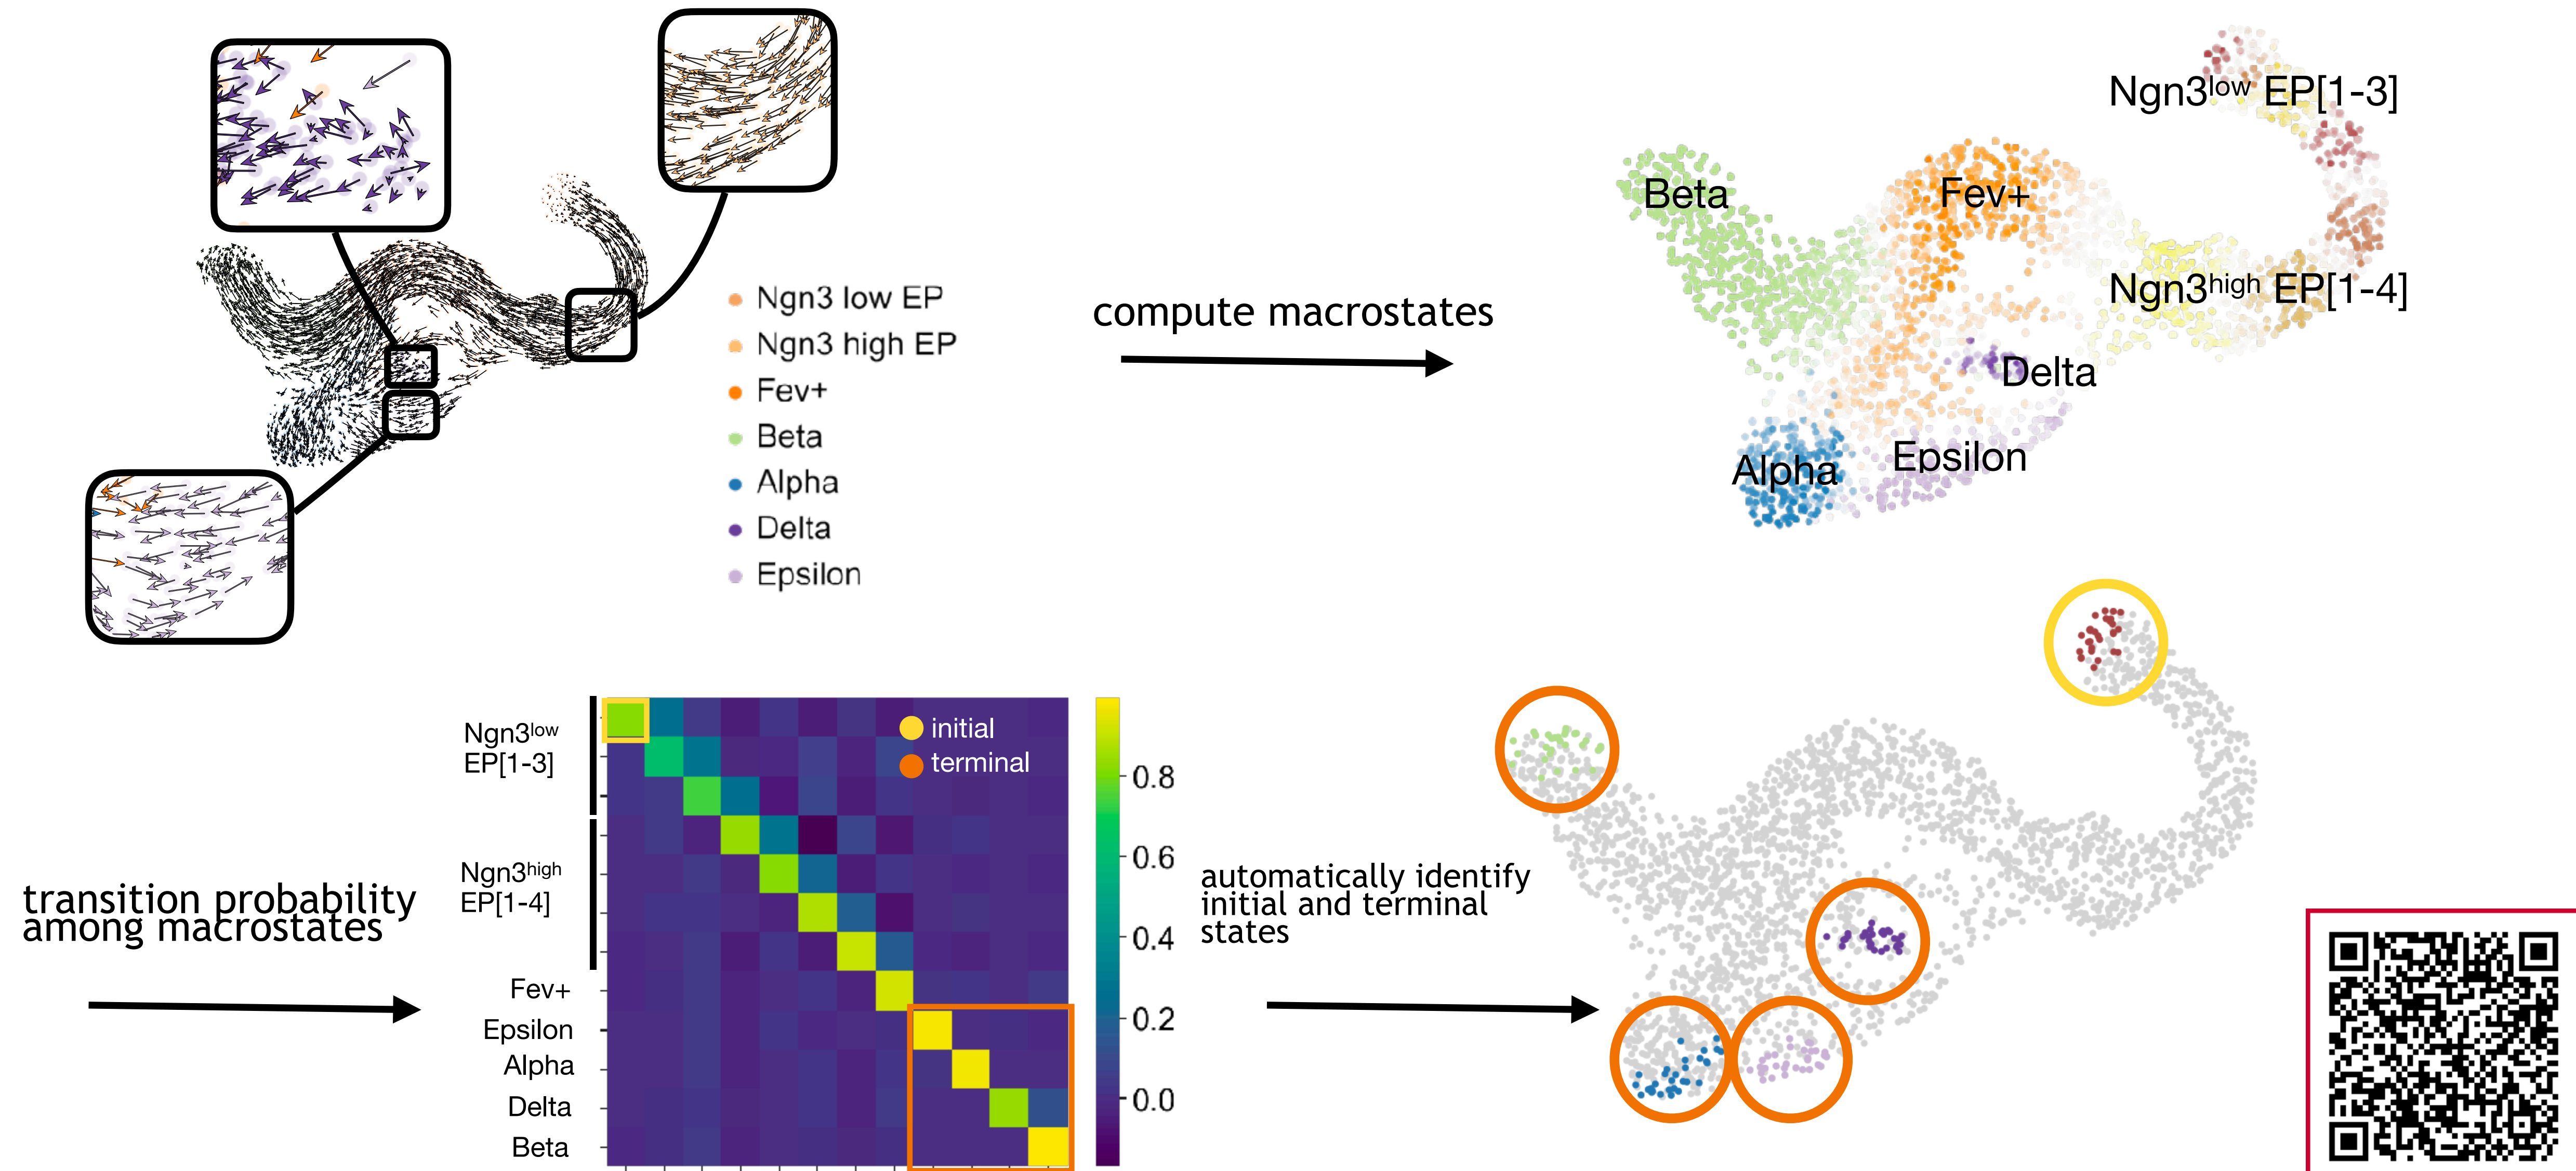 Ngn3 low EP
Ngn3 high EP
Fev+
Beta
Alpha
Delta
Epsilon
compute macrostates
Ngn3low EP[1-3]
Beta
Fev+
Ngn3high EP[1-4]
Delta
Epsilon
Alpha
transition probability
among macrostates
Ngn3low
EP[1-3]
Ngn3high
EP[1-4]
Fev+
Epsilon
Alpha
Delta
Beta
initial
terminal
0.8
0.6
0.4
0.2
0.0
automatically identify
initial and terminal
states